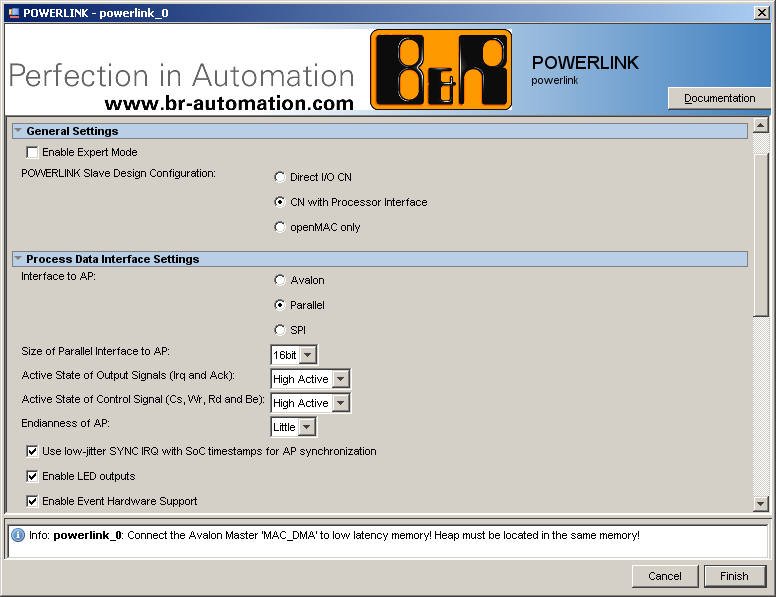 POWERLINK - powerlink_0
Perfection in Automation
www.br-automation.com
B&R
POWERLINK
powerlink
Documentation
General Settings
Enable Expert Mode
POWERLINK Slave Design Configuration:
Direct I/O CN
CN with Processor Interface
openMAC only
Process Data Interface Settings
Interface to AP:
Avalon
Parallel
SPI
Size of Parallel Interface to AP: 16bit
Active State of Output Signals (Irq and Ack): High Active
Active State of Control Signal (Cs, Wr, Rd and Be): High Active
Endianness of AP: Little
Use low-jitter SYNC IRQ with SoC timestamps for AP synchronization
Enable LED outputs
Enable Event Hardware Support
Info: powerlink_0: Connect the Avalon Master 'MAC_DMA' to low latency memory! Heap must be located in the same memory!
Cancel Finish